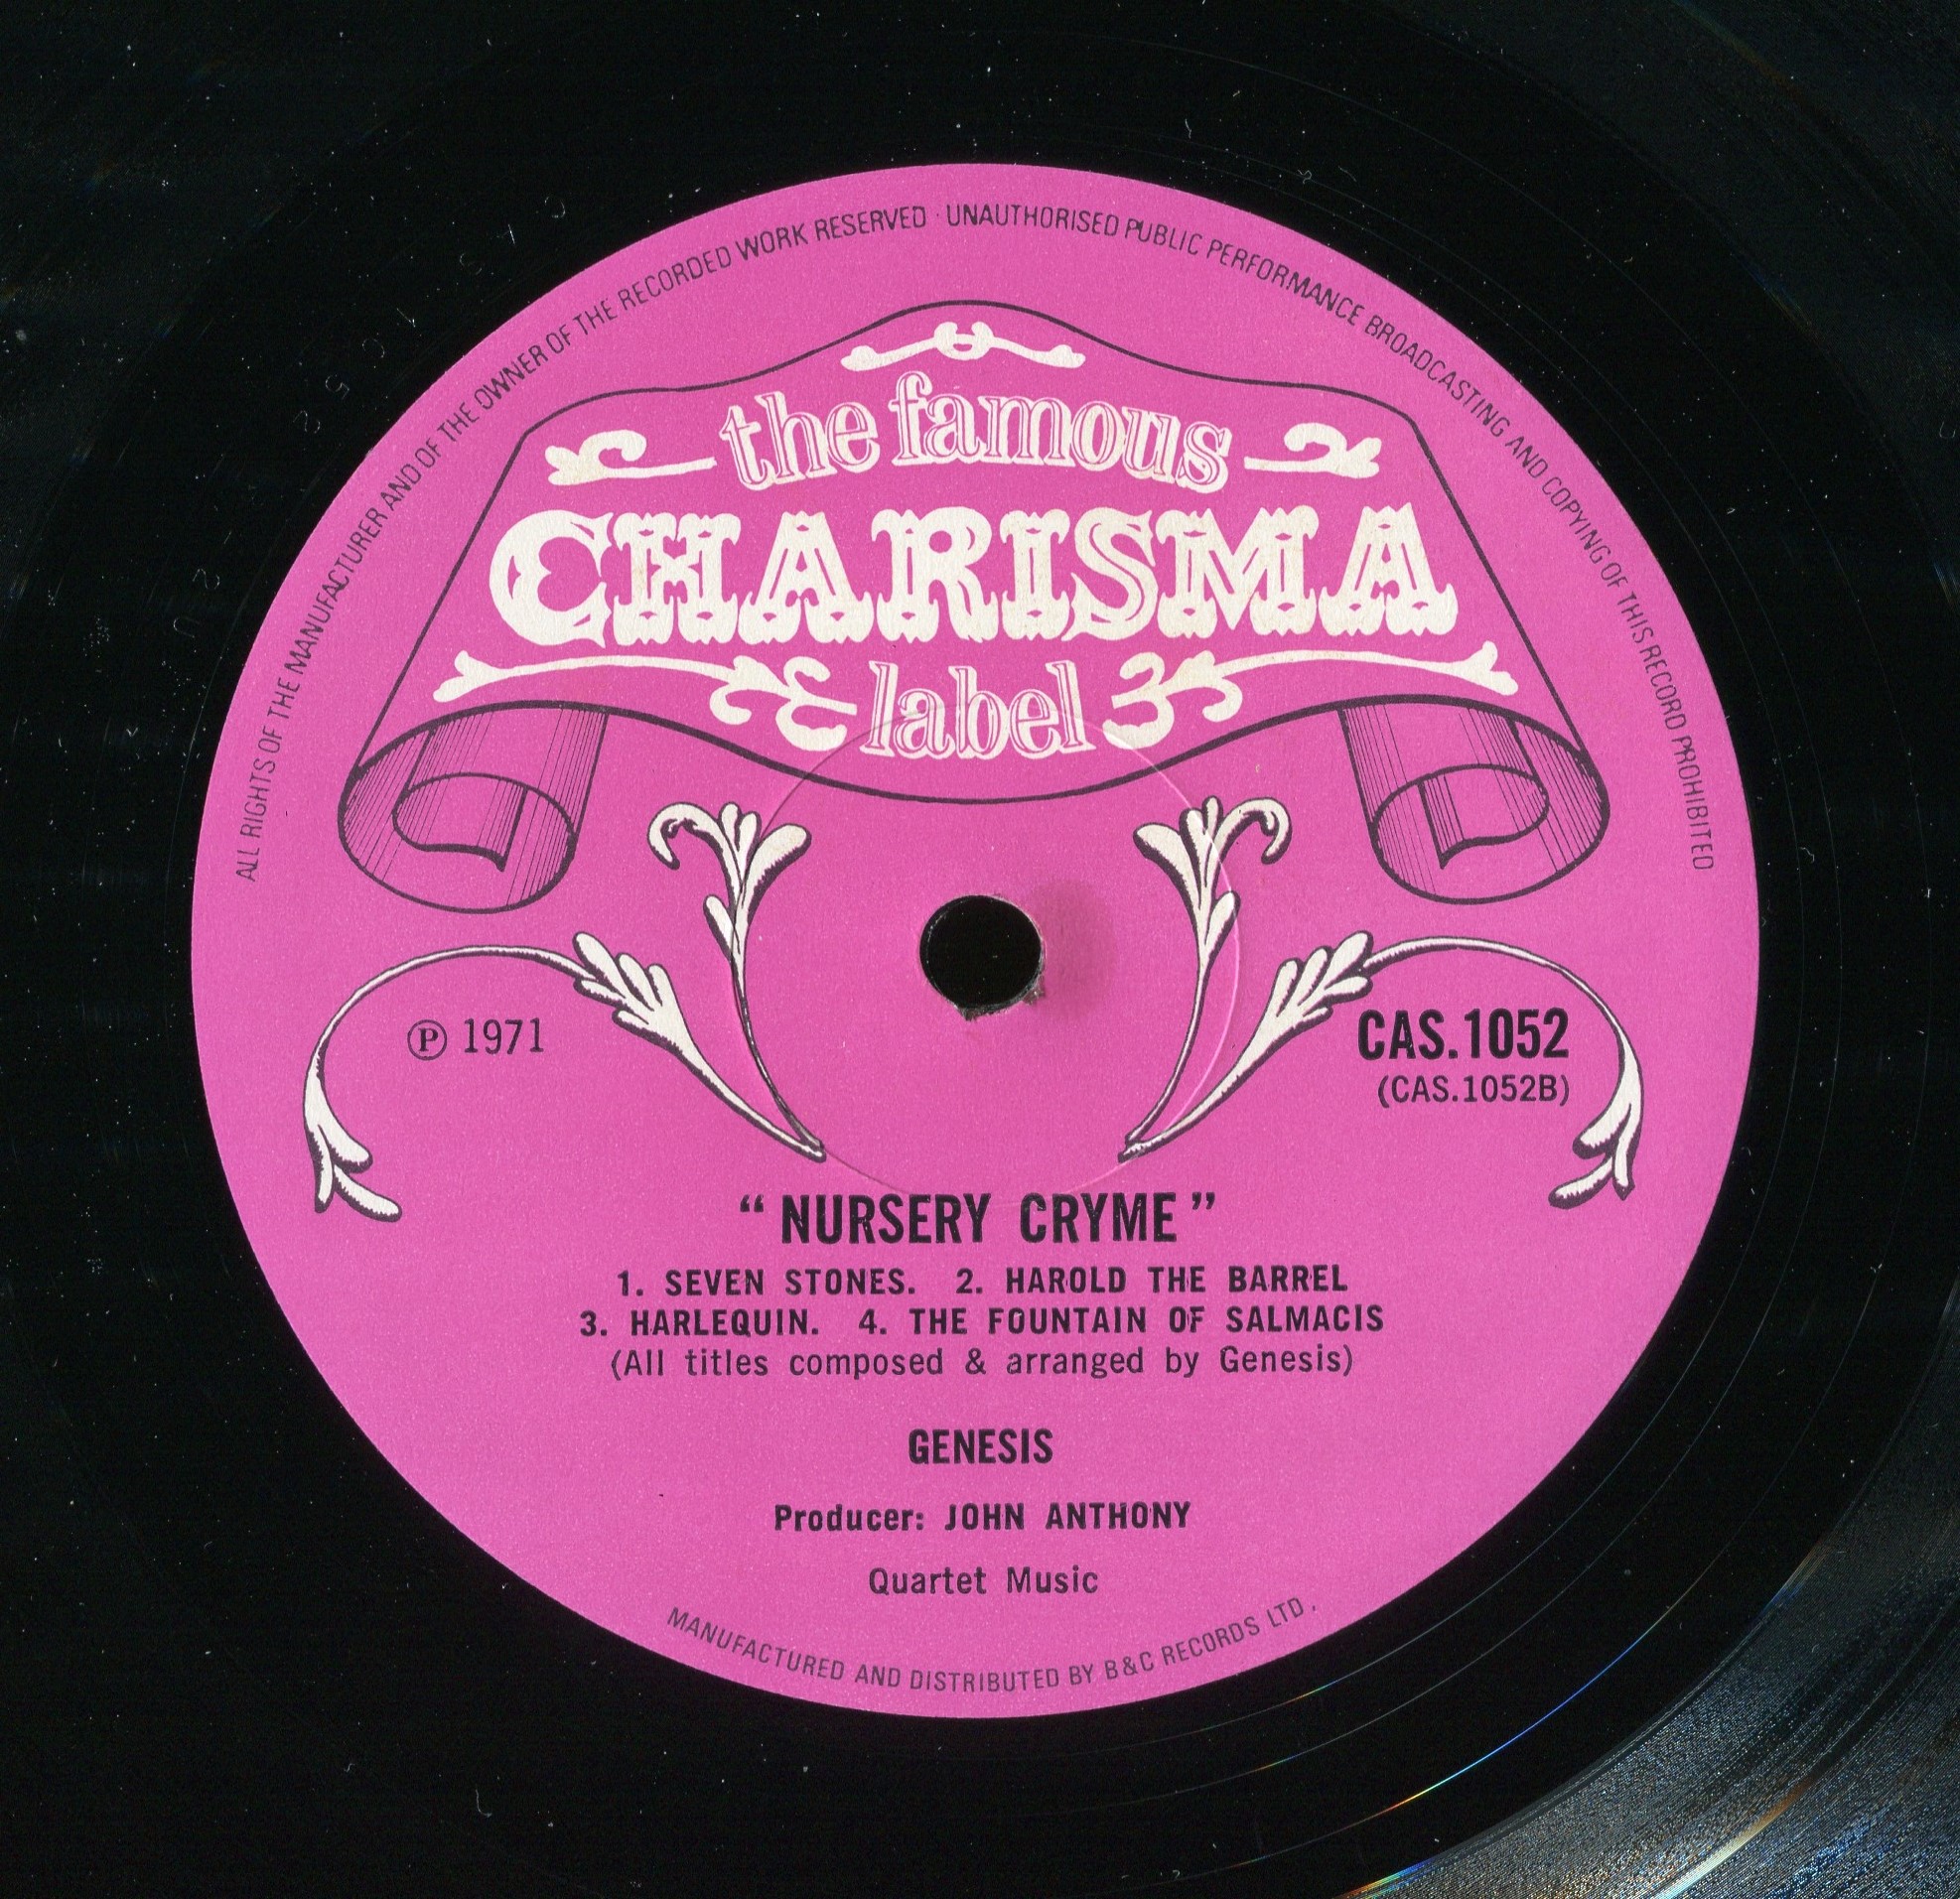 ALL RIGHTS OF THE MANUFACTURER AND OF THE OWNER OF THE RECORDED WORK RESERVED · UNAUTHORISED PUBLIC PERFORMANCE BROADCASTING AND COPYING OF THIS RECORD PROHIBITED
the famous
CHARISMA
label
℗ 1971
CAS.1052
(CAS.1052B)
“NURSERY CRYME”
1. SEVEN STONES. 2. HAROLD THE BARREL
3. HARLEQUIN. 4. THE FOUNTAIN OF SALMACIS
(All titles composed & arranged by Genesis)
GENESIS
Producer: JOHN ANTHONY
Quartet Music
MANUFACTURED AND DISTRIBUTED BY B&C RECORDS LTD.